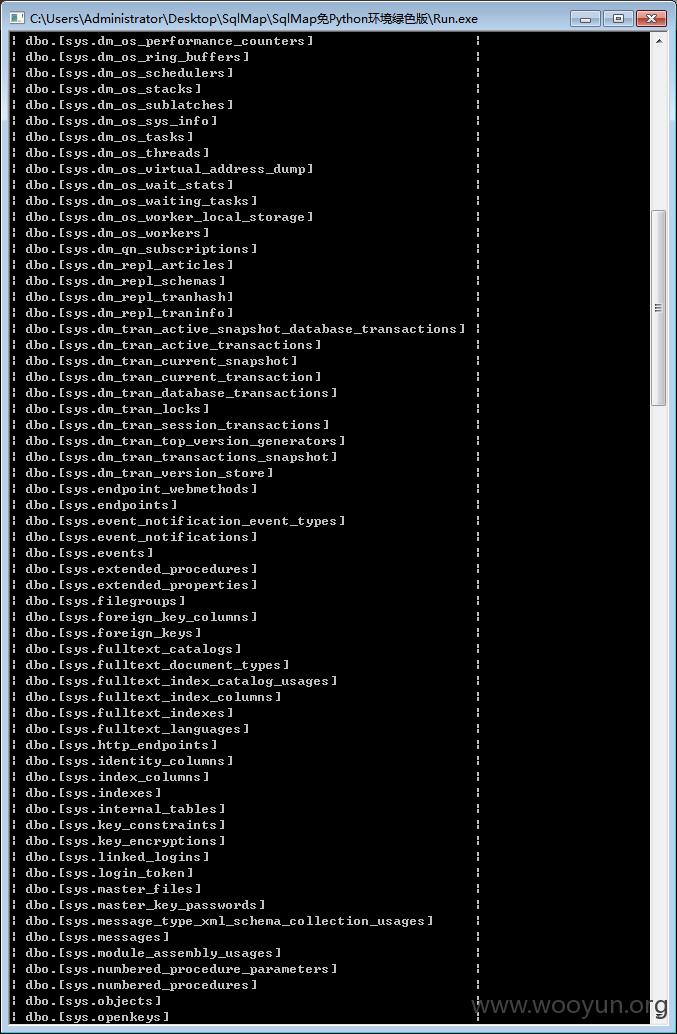 C:\Users\Administrator\Desktop\SqlMap\SqlMap免Python环境绿色版\Run.exe
¦ dbo.[sys.dm_os_performance_counters] ¦
¦ dbo.[sys.dm_os_ring_buffers] ¦
¦ dbo.[sys.dm_os_schedulers] ¦
¦ dbo.[sys.dm_os_stacks] ¦
¦ dbo.[sys.dm_os_sublatches] ¦
¦ dbo.[sys.dm_os_sys_info] ¦
¦ dbo.[sys.dm_os_tasks] ¦
¦ dbo.[sys.dm_os_threads] ¦
¦ dbo.[sys.dm_os_virtual_address_dump] ¦
¦ dbo.[sys.dm_os_wait_stats] ¦
¦ dbo.[sys.dm_os_waiting_tasks] ¦
¦ dbo.[sys.dm_os_worker_local_storage] ¦
¦ dbo.[sys.dm_os_workers] ¦
¦ dbo.[sys.dm_qn_subscriptions] ¦
¦ dbo.[sys.dm_repl_articles] ¦
¦ dbo.[sys.dm_repl_schemas] ¦
¦ dbo.[sys.dm_repl_tranhash] ¦
¦ dbo.[sys.dm_repl_traninfo] ¦
¦ dbo.[sys.dm_tran_active_snapshot_database_transactions] ¦
¦ dbo.[sys.dm_tran_active_transactions] ¦
¦ dbo.[sys.dm_tran_current_snapshot] ¦
¦ dbo.[sys.dm_tran_current_transaction] ¦
¦ dbo.[sys.dm_tran_database_transactions] ¦
¦ dbo.[sys.dm_tran_locks] ¦
¦ dbo.[sys.dm_tran_session_transactions] ¦
¦ dbo.[sys.dm_tran_top_version_generators] ¦
¦ dbo.[sys.dm_tran_transactions_snapshot] ¦
¦ dbo.[sys.dm_tran_version_store] ¦
¦ dbo.[sys.endpoint_webmethods] ¦
¦ dbo.[sys.endpoints] ¦
¦ dbo.[sys.event_notification_event_types] ¦
¦ dbo.[sys.event_notifications] ¦
¦ dbo.[sys.events] ¦
¦ dbo.[sys.extended_procedures] ¦
¦ dbo.[sys.extended_properties] ¦
¦ dbo.[sys.filegroups] ¦
¦ dbo.[sys.foreign_key_columns] ¦
¦ dbo.[sys.foreign_keys] ¦
¦ dbo.[sys.fulltext_catalogs] ¦
¦ dbo.[sys.fulltext_document_types] ¦
¦ dbo.[sys.fulltext_index_catalog_usages] ¦
¦ dbo.[sys.fulltext_index_columns] ¦
¦ dbo.[sys.fulltext_indexes] ¦
¦ dbo.[sys.fulltext_languages] ¦
¦ dbo.[sys.http_endpoints] ¦
¦ dbo.[sys.identity_columns] ¦
¦ dbo.[sys.index_columns] ¦
¦ dbo.[sys.indexes] ¦
¦ dbo.[sys.internal_tables] ¦
¦ dbo.[sys.key_constraints] ¦
¦ dbo.[sys.key_encryptions] ¦
¦ dbo.[sys.linked_logins] ¦
¦ dbo.[sys.login_token] ¦
¦ dbo.[sys.master_files] ¦
¦ dbo.[sys.master_key_passwords] ¦
¦ dbo.[sys.message_type_xml_schema_collection_usages] ¦
¦ dbo.[sys.messages] ¦
¦ dbo.[sys.module_assembly_usages] ¦
¦ dbo.[sys.numbered_procedure_parameters] ¦
¦ dbo.[sys.numbered_procedures] ¦
¦ dbo.[sys.objects] ¦
¦ dbo.[sys.openkeys] ¦
www.wooyun.org